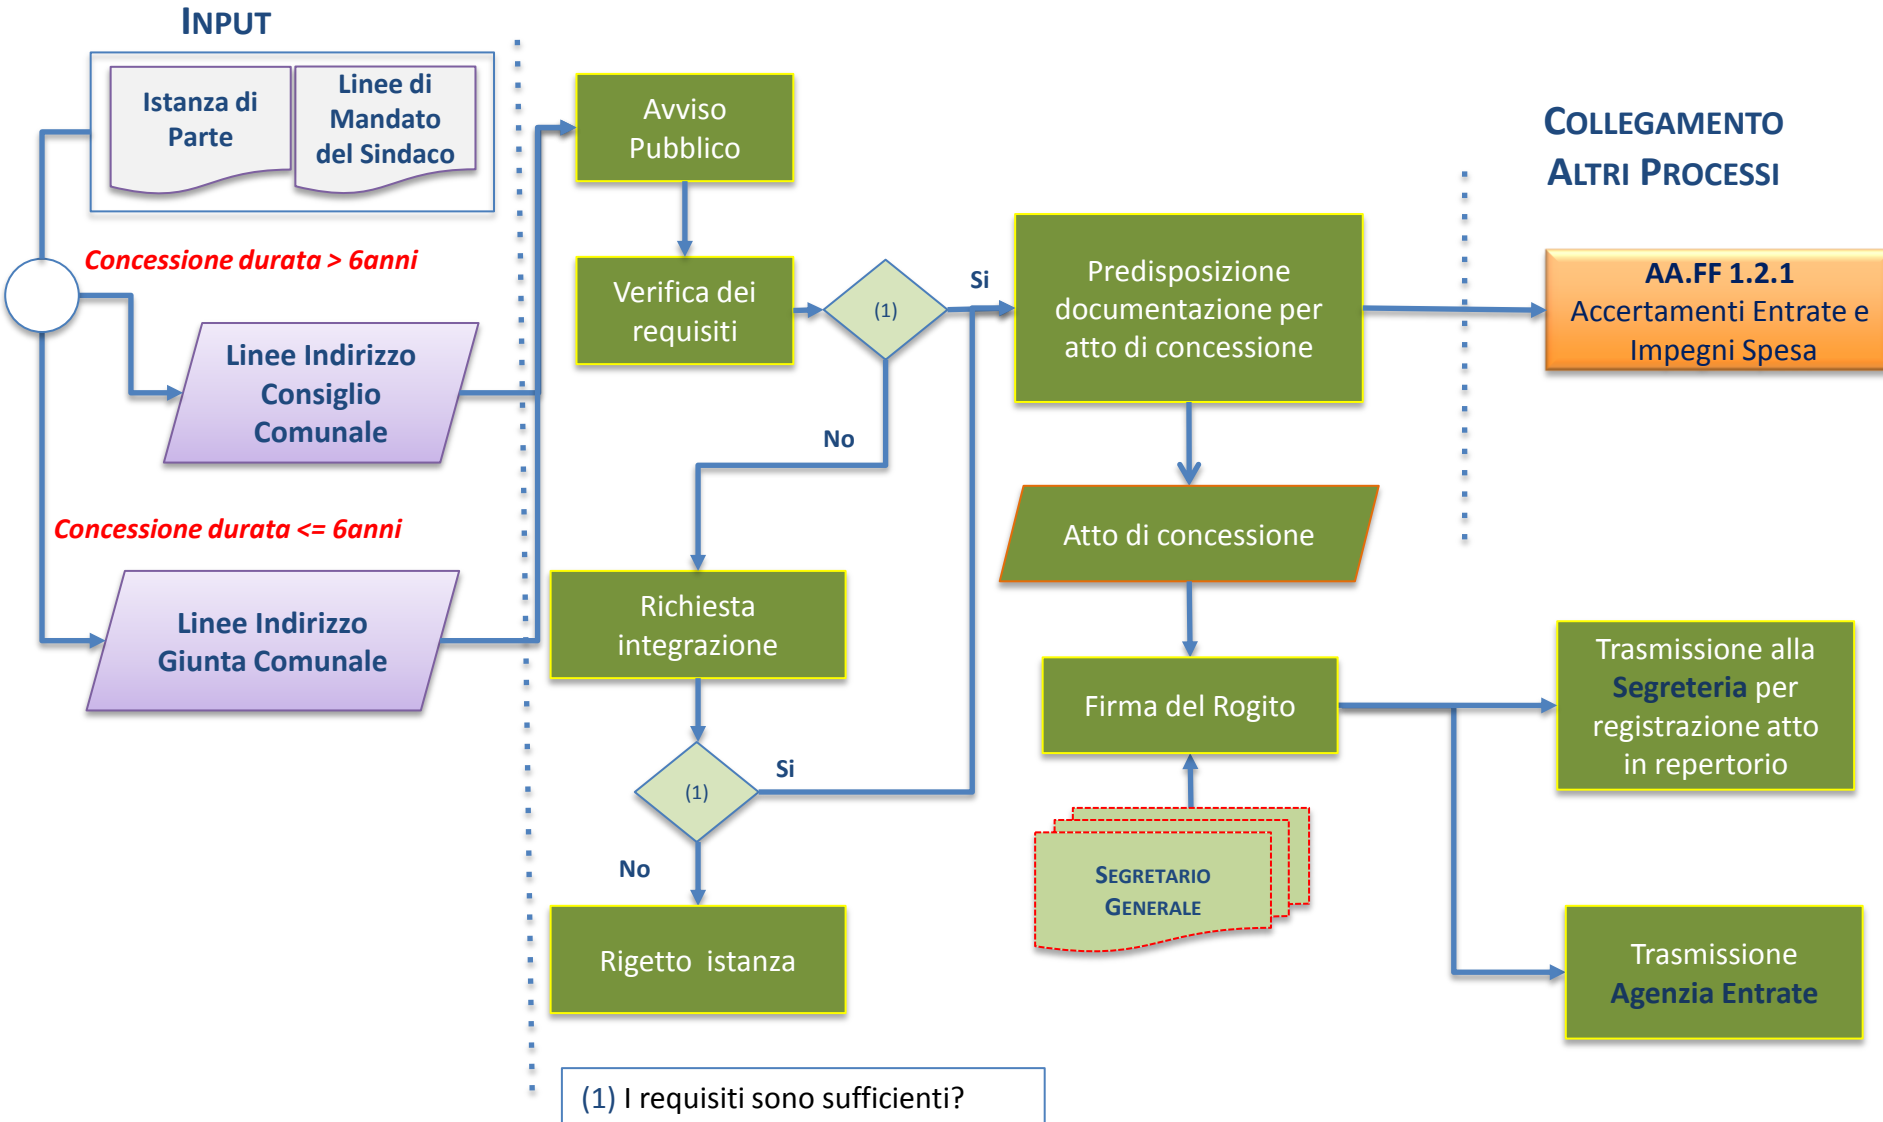 INPUT
Istanza di
Parte
Linee di
Mandato
del Sindaco
Concessione durata > 6anni
Linee Indirizzo
Consiglio
Comunale
Concessione durata <= 6anni
Linee Indirizzo
Giunta Comunale
Avviso
Pubblico
Verifica dei
requisiti
(1)
Si
No
Richiesta
integrazione
(1)
Si
No
Rigetto istanza
Predisposizione
documentazione per
atto di concessione
Atto di concessione
Firma del Rogito
SEGRETARIO
GENERALE
COLLEGAMENTO
ALTRI PROCESSI
AA.FF 1.2.1
Accertamenti Entrate e
Impegni Spesa
Trasmissione alla
Segreteria per
registrazione atto
in repertorio
Trasmissione
Agenzia Entrate
(1) I requisiti sono sufficienti?